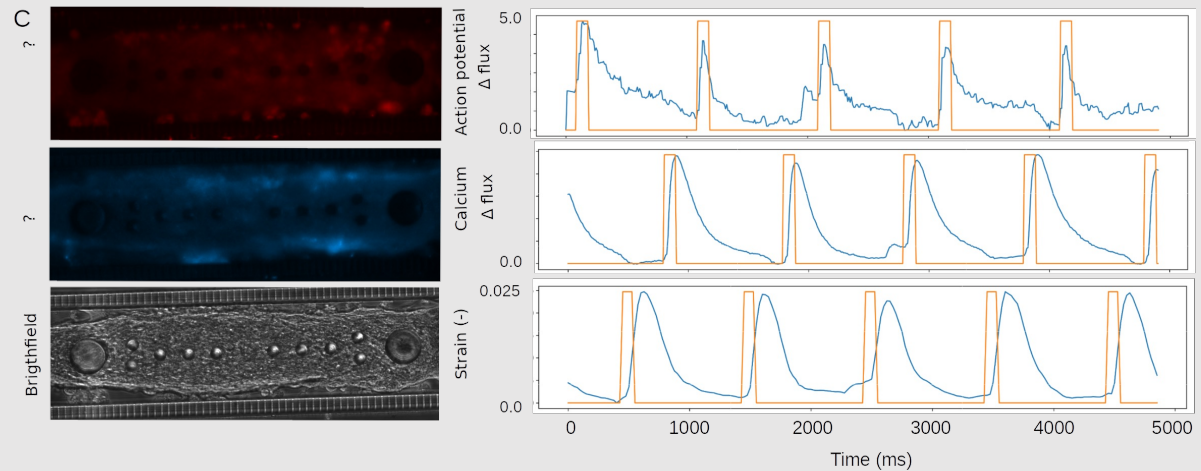 C
?
Action potential
Δ flux
5.0
0.0
?
Calcium
Δ flux
0.0
Brigthfield
Strain (-)
0.025
0.0
0 1000 2000 3000 4000 5000
Time (ms)